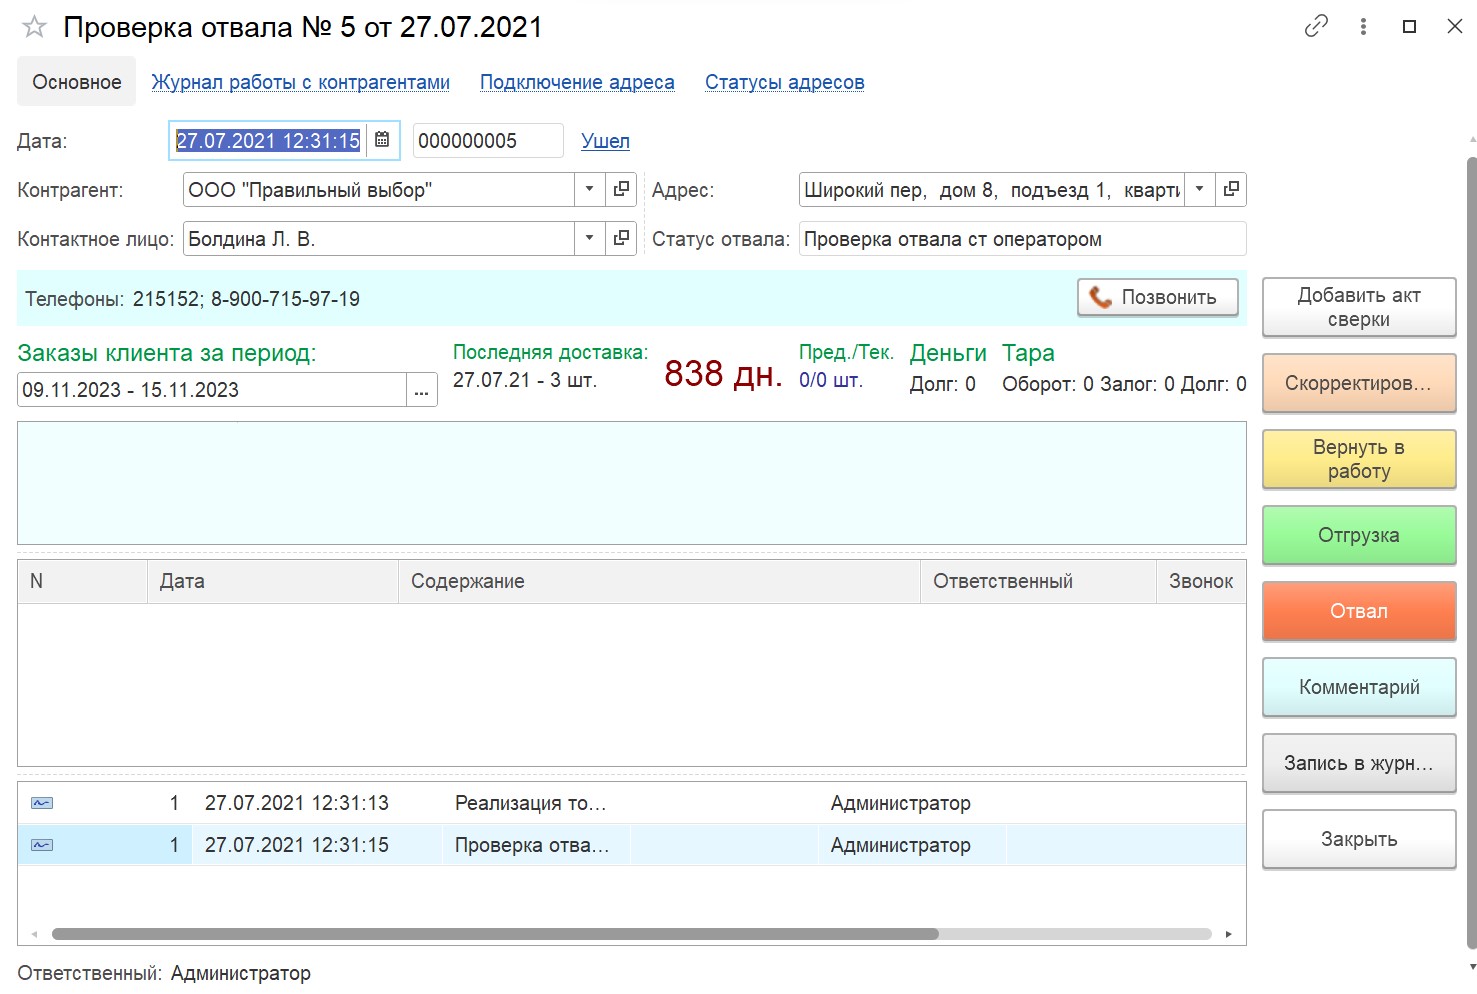 Проверка отвала № 5 от 27.07.2021
Основное Журнал работы с контрагентами Подключение адреса Статусы адресов
Дата: 27.07.2021 12:31:15 000000005 Ушел
Контрагент: ООО "Правильный выбор" Адрес: Широкий пер, дом 8, подъезд 1, кварти
Контактное лицо: Болдина Л. В. Статус отвала: Проверка отвала ст оператором
Телефоны: 215152; 8-900-715-97-19 Позвонить
Заказы клиента за период:
09.11.2023 - 15.11.2023 ...
Последняя доставка:
27.07.21 - 3 шт.
838 дн.
Пред./Тек.
0/0 шт.
Деньги
Долг: 0
Тара
Оборот: 0 Залог: 0 Долг: 0
N Дата Содержание Ответственный Звонок
1 27.07.2021 12:31:13 Реализация то... Администратор
1 27.07.2021 12:31:15 Проверка отва... Администратор
Ответственный: Администратор
Добавить акт
сверки
Скорректиров...
Вернуть в
работу
Отгрузка
Отвал
Комментарий
Запись в журн...
Закрыть